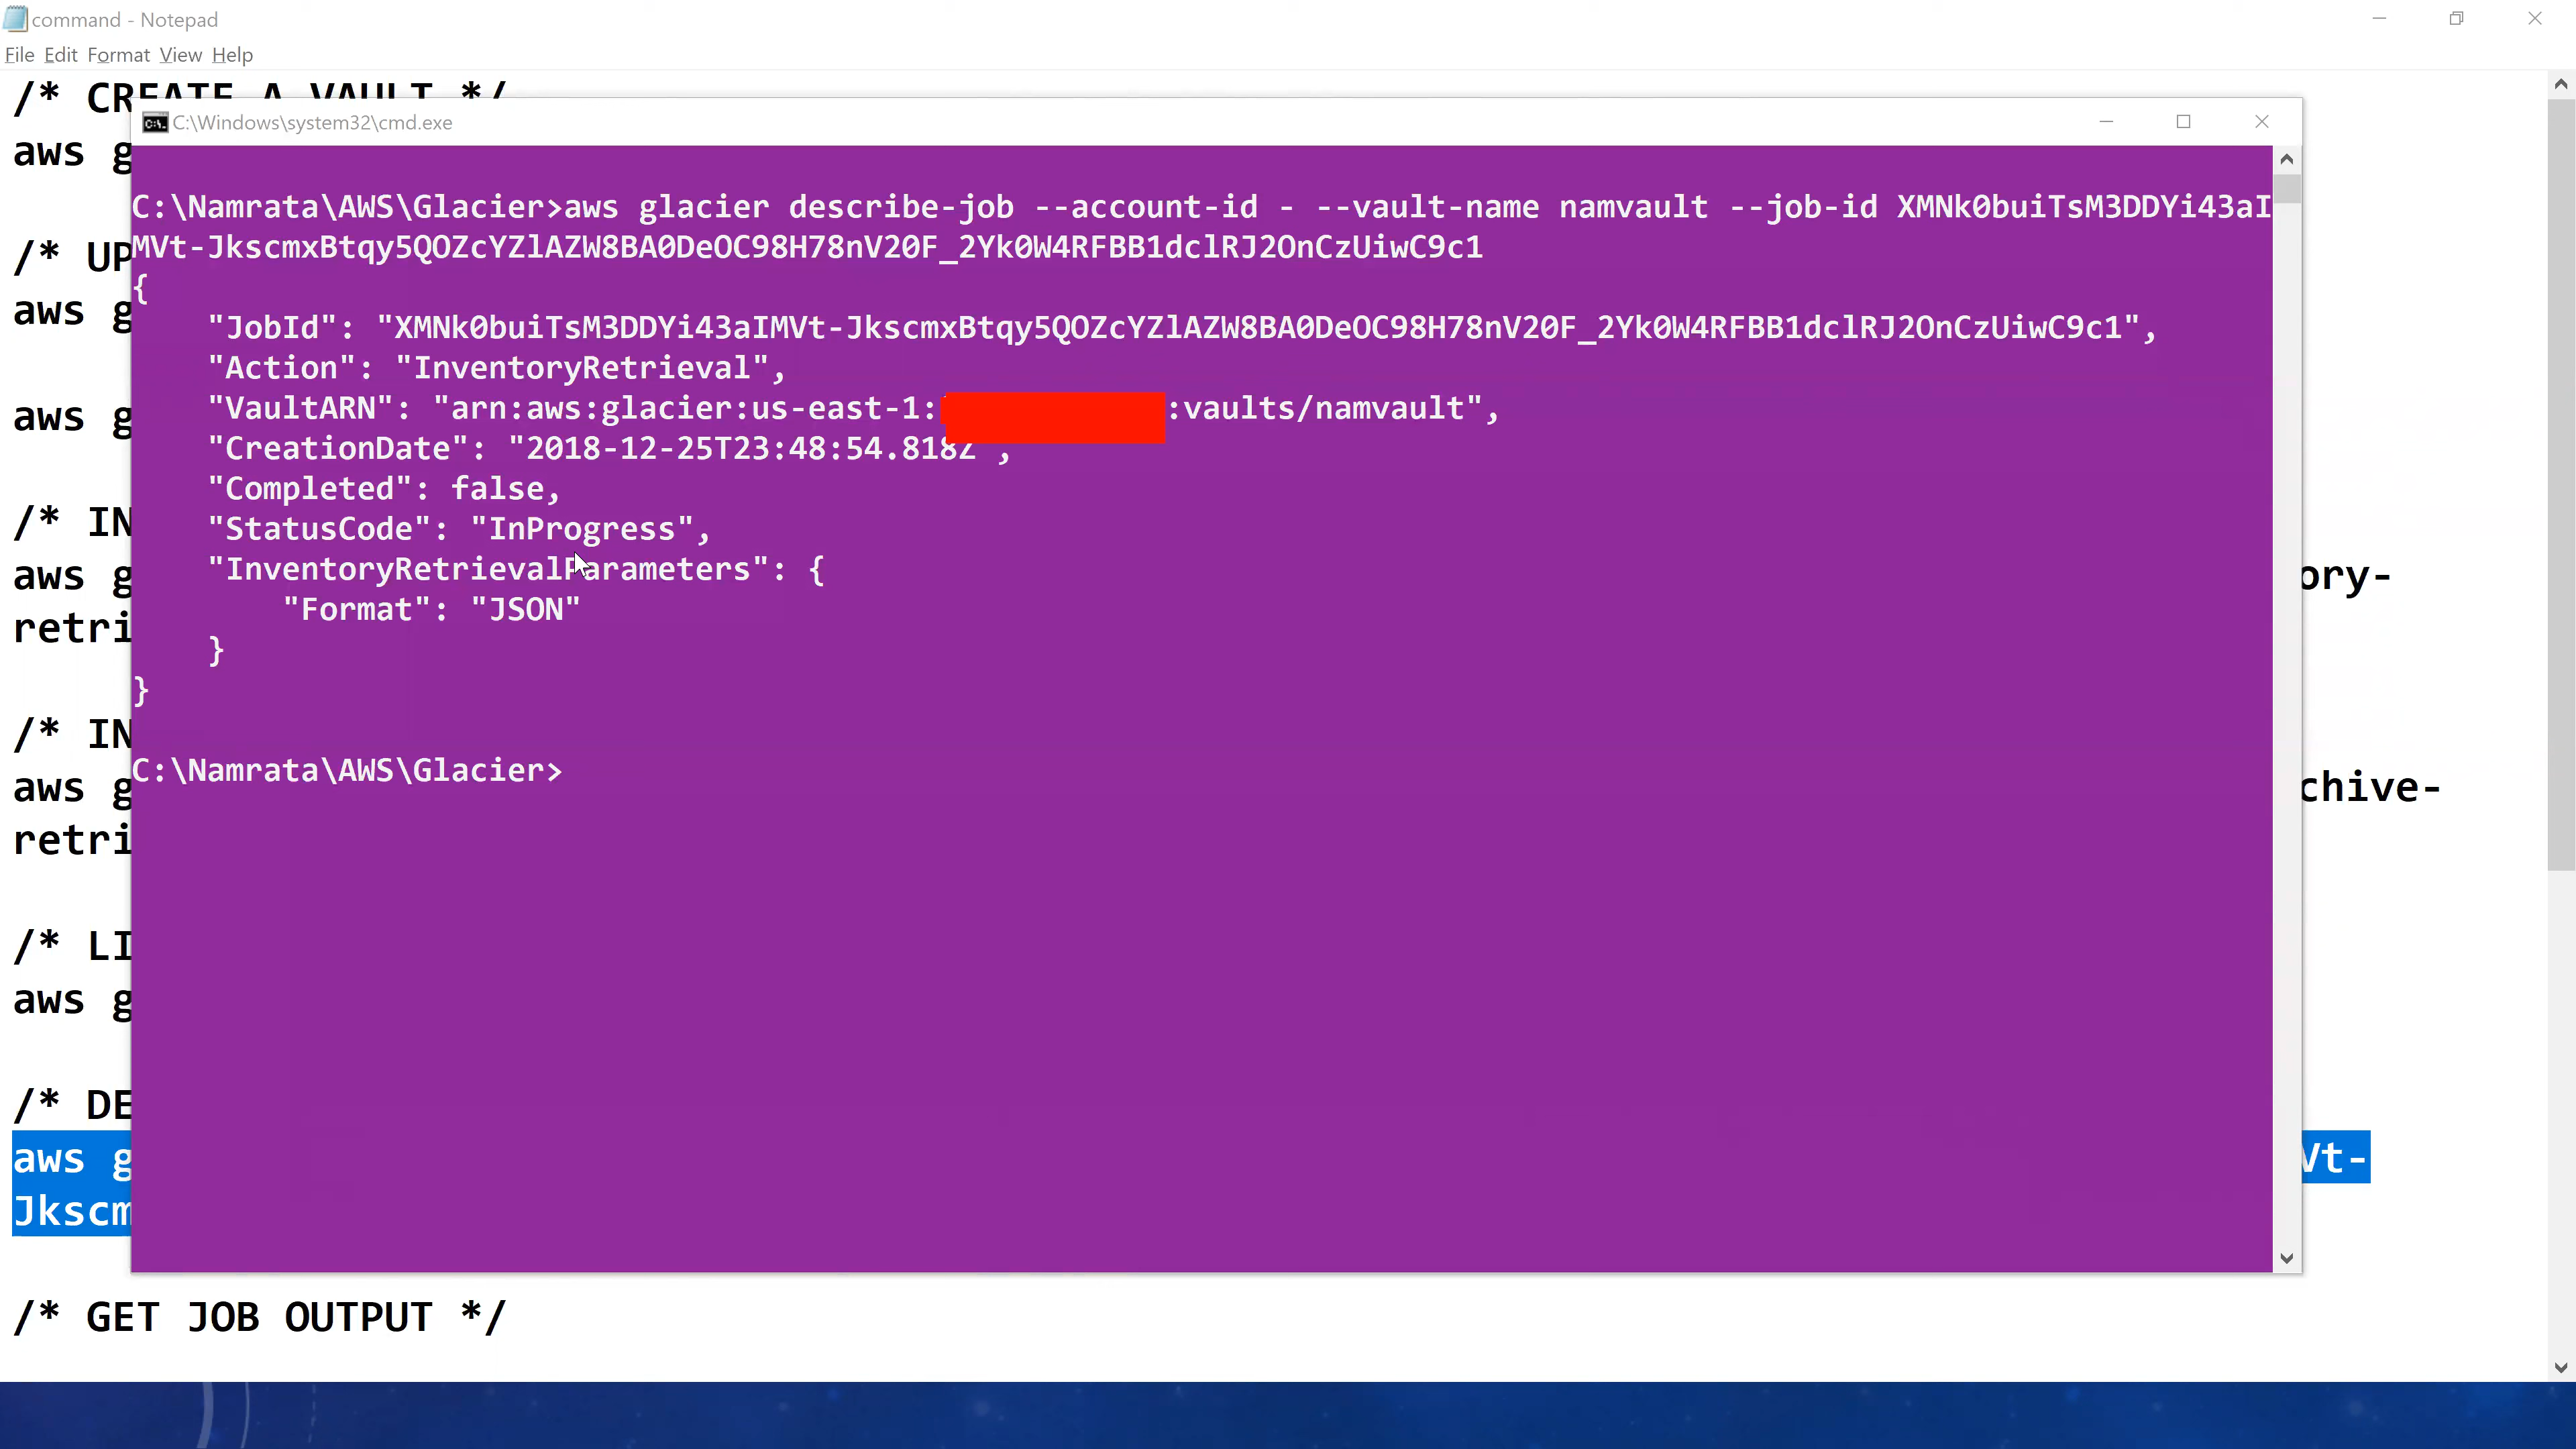 command - Notepad
File Edit Format View Help
/* CREATE A VAULT */
C:\Windows\system32\cmd.exe
aws g
C:\Namrata\AWS\Glacier>aws glacier describe-job --account-id - --vault-name namvault --job-id XMNk0buiTsM3DDYi43aI
MVt-JkscmxBtqy5QOZcYZlAZW8BA0DeOC98H78nV20F_2Yk0W4RFBB1dclRJ2OnCzUiwC9c1
/* UP
{
aws g
"JobId": "XMNk0buiTsM3DDYi43aIMVt-JkscmxBtqy5QOZcYZlAZW8BA0DeOC98H78nV20F_2Yk0W4RFBB1dclRJ2OnCzUiwC9c1",
"Action": "InventoryRetrieval",
"VaultARN": "arn:aws:glacier:us-east-1: :vaults/namvault",
aws g
"CreationDate": "2018-12-25T23:48:54.818Z ,
"Completed": false,
/* IN
"StatusCode": "InProgress",
"InventoryRetrievalParameters": {
aws g ory-
"Format": "JSON"
retri
}
}
/* IN
C:\Namrata\AWS\Glacier>
aws g chive-
retri
/* LI
aws g
/* DE
aws g Vt-
Jkscm
/* GET JOB OUTPUT */